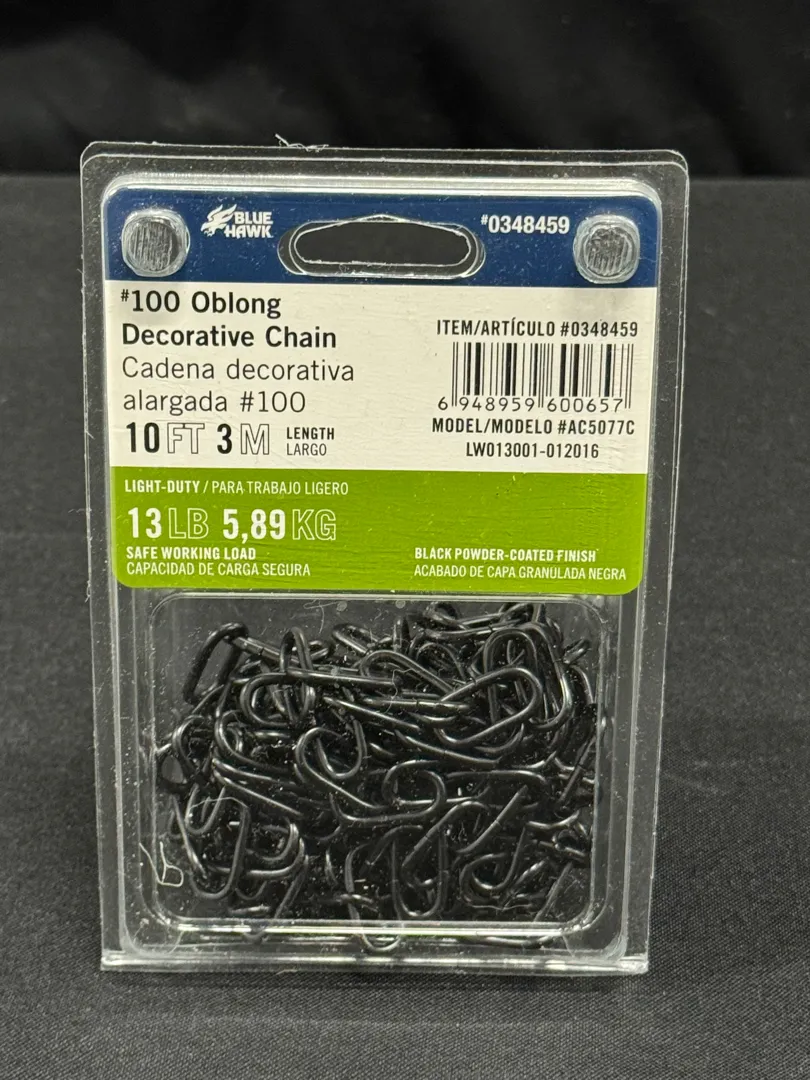 BLUE HAWK
#0348459
#100 Oblong
Decorative Chain
Cadena decorativa
alargada #100
10 FT 3 M LENGTH
LARGO
ITEM/ARTÍCULO #0348459
6 948959 600657
MODEL/MODELO #AC5077C
LW013001-012016
LIGHT-DUTY / PARA TRABAJO LIGERO
13 LB 5,89 KG
SAFE WORKING LOAD
CAPACIDAD DE CARGA SEGURA
BLACK POWDER-COATED FINISH
ACABADO DE CAPA GRANULADA NEGRA